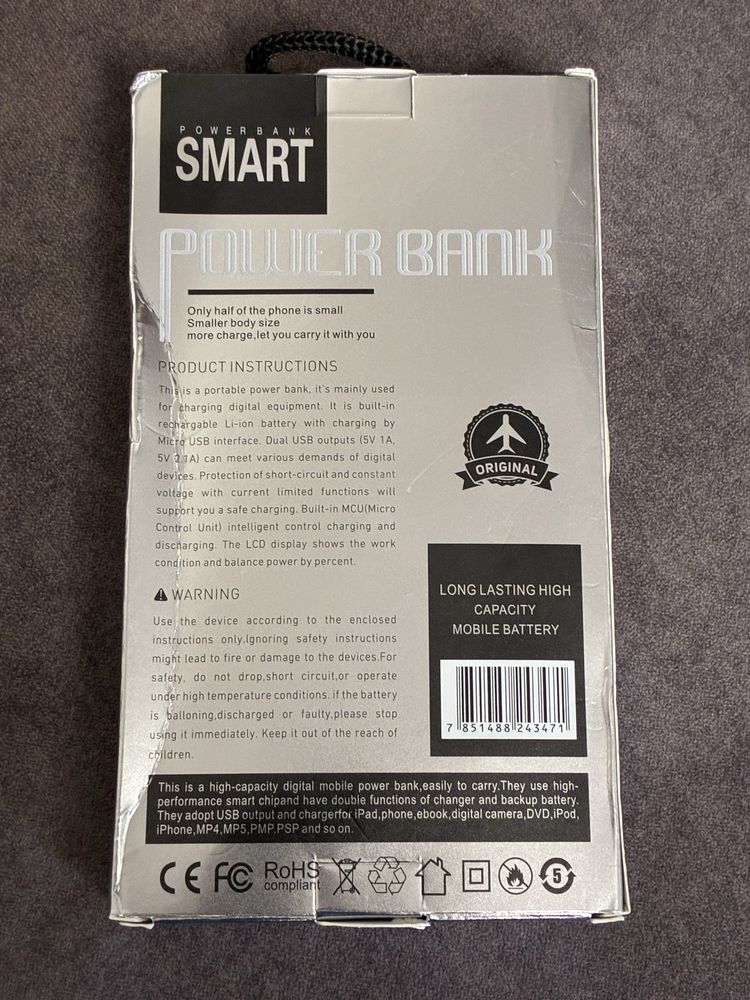 POWERBANK
SMART
POWER BANK
Only half of the phone is small
Smaller body size
more charge,let you carry it with you
PRODUCT INSTRUCTIONS
This is a portable power bank, it's mainly used
for charging digital equipment. It is built-in
rechargable Li-ion battery with charging by
Micro USB interface. Dual USB outputs (5V 1A,
5V 2.1A) can meet various demands of digital
devices. Protection of short-circuit and constant
voltage with current limited functions will
support you a safe charging. Built-in MCU(Micro
Control Unit) intelligent control charging and
discharging. The LCD display shows the work
condition and balance power by percent.
ORIGINAL
WARNING
Use the device according to the enclosed
instructions only.Ignoring safety instructions
might lead to fire or damage to the devices.For
safety, do not drop,short circuit,or operate
under high temperature conditions. if the battery
is balloning,discharged or faulty,please stop
using it immediately. Keep it out of the reach of
children.
LONG LASTING HIGH
CAPACITY
MOBILE BATTERY
7 851488 243471
This is a high-capacity digital mobile power bank,easily to carry.They use high-
performance smart chipand have double functions of changer and backup battery.
They adopt USB output and chargerfor iPad,phone,ebook,digital camera,DVD,iPod,
iPhone,MP4,MP5,PMP.PSP and so on.
CE FC RoHS 5
compliant